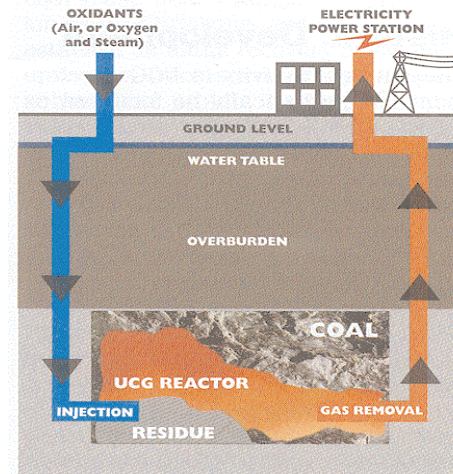 OXIDANTS
(Air, or Oxygen
and Steam)
ELECTRICITY
POWER STATION
GROUND LEVEL
WATER TABLE
OVERBURDEN
COAL
UCG REACTOR
INJECTION
GAS REMOVAL
RESIDUE